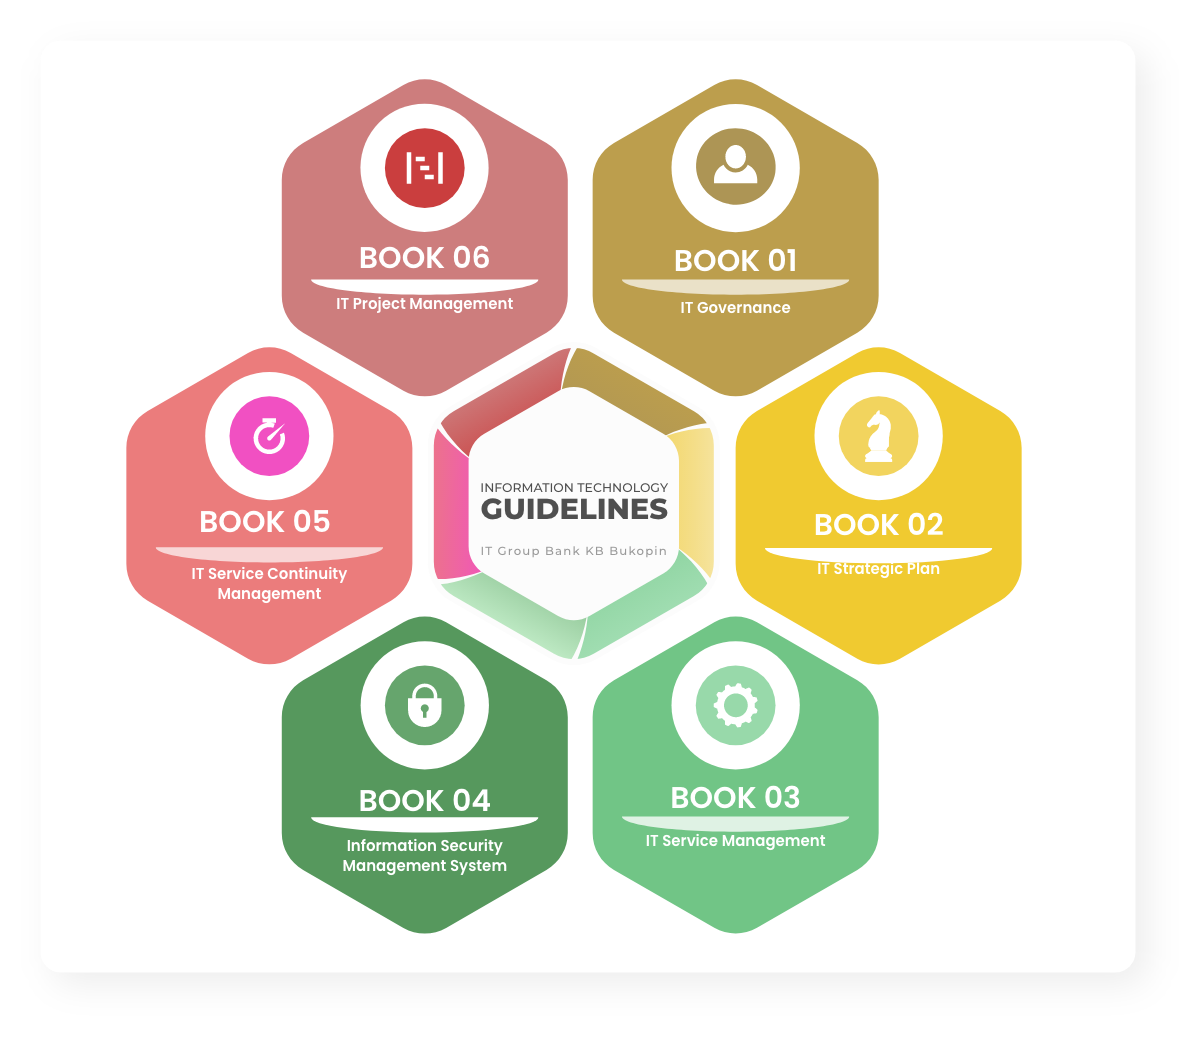 BOOK 06
IT Project Management
BOOK 01
IT Governance
BOOK 05
IT Service Continuity
Management
INFORMATION TECHNOLOGY
GUIDELINES
IT Group Bank KB Bukopin
BOOK 02
IT Strategic Plan
BOOK 04
Information Security
Management System
BOOK 03
IT Service Management